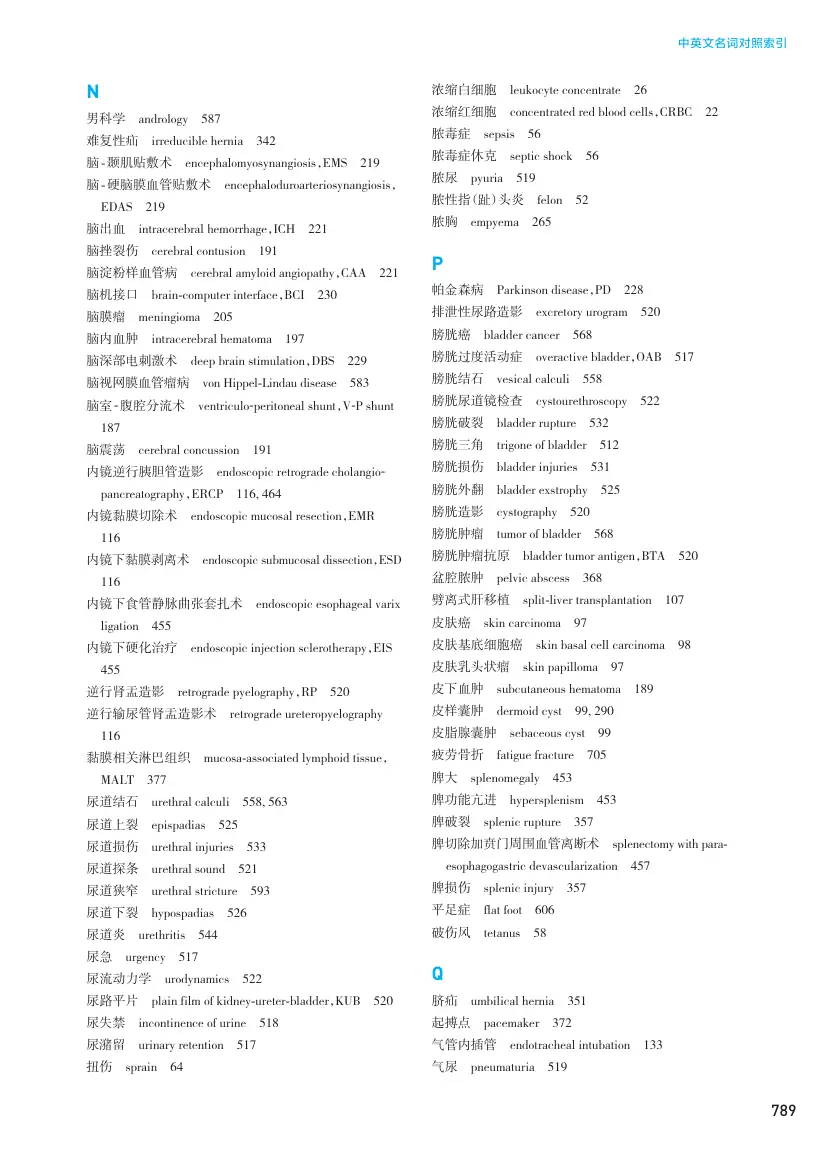 中英文名词对照索引
N
男科学 andrology 587
难复性疝 irreducible hernia 342
脑-颞肌贴敷术 encephalomyosynangiosis,EMS 219
脑-硬脑膜血管贴敷术 encephaloduroarteriosynangiosis,
EDAS 219
脑出血 intracerebral hemorrhage,ICH 221
脑挫裂伤 cerebral contusion 191
脑淀粉样血管病 cerebral amyloid angiopathy,CAA 221
脑机接口 brain-computer interface,BCI 230
脑膜瘤 meningioma 205
脑内血肿 intracerebral hematoma 197
脑深部电刺激术 deep brain stimulation,DBS 229
脑视网膜血管瘤病 von Hippel-Lindau disease 583
脑室-腹腔分流术 ventriculo-peritoneal shunt,V-P shunt
187
脑震荡 cerebral concussion 191
内镜逆行胰胆管造影 endoscopic retrograde cholangio-
pancreatography,ERCP 116, 464
内镜黏膜切除术 endoscopic mucosal resection,EMR
116
内镜下黏膜剥离术 endoscopic submucosal dissection,ESD
116
内镜下食管静脉曲张套扎术 endoscopic esophageal varix
ligation 455
内镜下硬化治疗 endoscopic injection sclerotherapy,EIS
455
逆行肾盂造影 retrograde pyelography,RP 520
逆行输尿管肾盂造影术 retrograde ureteropyelography
116
黏膜相关淋巴组织 mucosa-associated lymphoid tissue,
MALT 377
尿道结石 urethral calculi 558, 563
尿道上裂 epispadias 525
尿道损伤 urethral injuries 533
尿道探条 urethral sound 521
尿道狭窄 urethral stricture 593
尿道下裂 hypospadias 526
尿道炎 urethritis 544
尿急 urgency 517
尿流动力学 urodynamics 522
尿路平片 plain film of kidney-ureter-bladder,KUB 520
尿失禁 incontinence of urine 518
尿潴留 urinary retention 517
扭伤 sprain 64
浓缩白细胞 leukocyte concentrate 26
浓缩红细胞 concentrated red blood cells,CRBC 22
脓毒症 sepsis 56
脓毒症休克 septic shock 56
脓尿 pyuria 519
脓性指(趾)头炎 felon 52
脓胸 empyema 265
P
帕金森病 Parkinson disease,PD 228
排泄性尿路造影 excretory urogram 520
膀胱癌 bladder cancer 568
膀胱过度活动症 overactive bladder,OAB 517
膀胱结石 vesical calculi 558
膀胱尿道镜检查 cystourethroscopy 522
膀胱破裂 bladder rupture 532
膀胱三角 trigone of bladder 512
膀胱损伤 bladder injuries 531
膀胱外翻 bladder exstrophy 525
膀胱造影 cystography 520
膀胱肿瘤 tumor of bladder 568
膀胱肿瘤抗原 bladder tumor antigen,BTA 520
盆腔脓肿 pelvic abscess 368
劈离式肝移植 split-liver transplantation 107
皮肤癌 skin carcinoma 97
皮肤基底细胞癌 skin basal cell carcinoma 98
皮肤乳头状瘤 skin papilloma 97
皮下血肿 subcutaneous hematoma 189
皮样囊肿 dermoid cyst 99, 290
皮脂腺囊肿 sebaceous cyst 99
疲劳骨折 fatigue fracture 705
脾大 splenomegaly 453
脾功能亢进 hypersplenism 453
脾破裂 splenic rupture 357
脾切除加贲门周围血管离断术 splenectomy with para-
esophagogastric devascularization 457
脾损伤 splenic injury 357
平足症 flat foot 606
破伤风 tetanus 58
Q
脐疝 umbilical hernia 351
起搏点 pacemaker 372
气管内插管 endotracheal intubation 133
气尿 pneumaturia 519
789